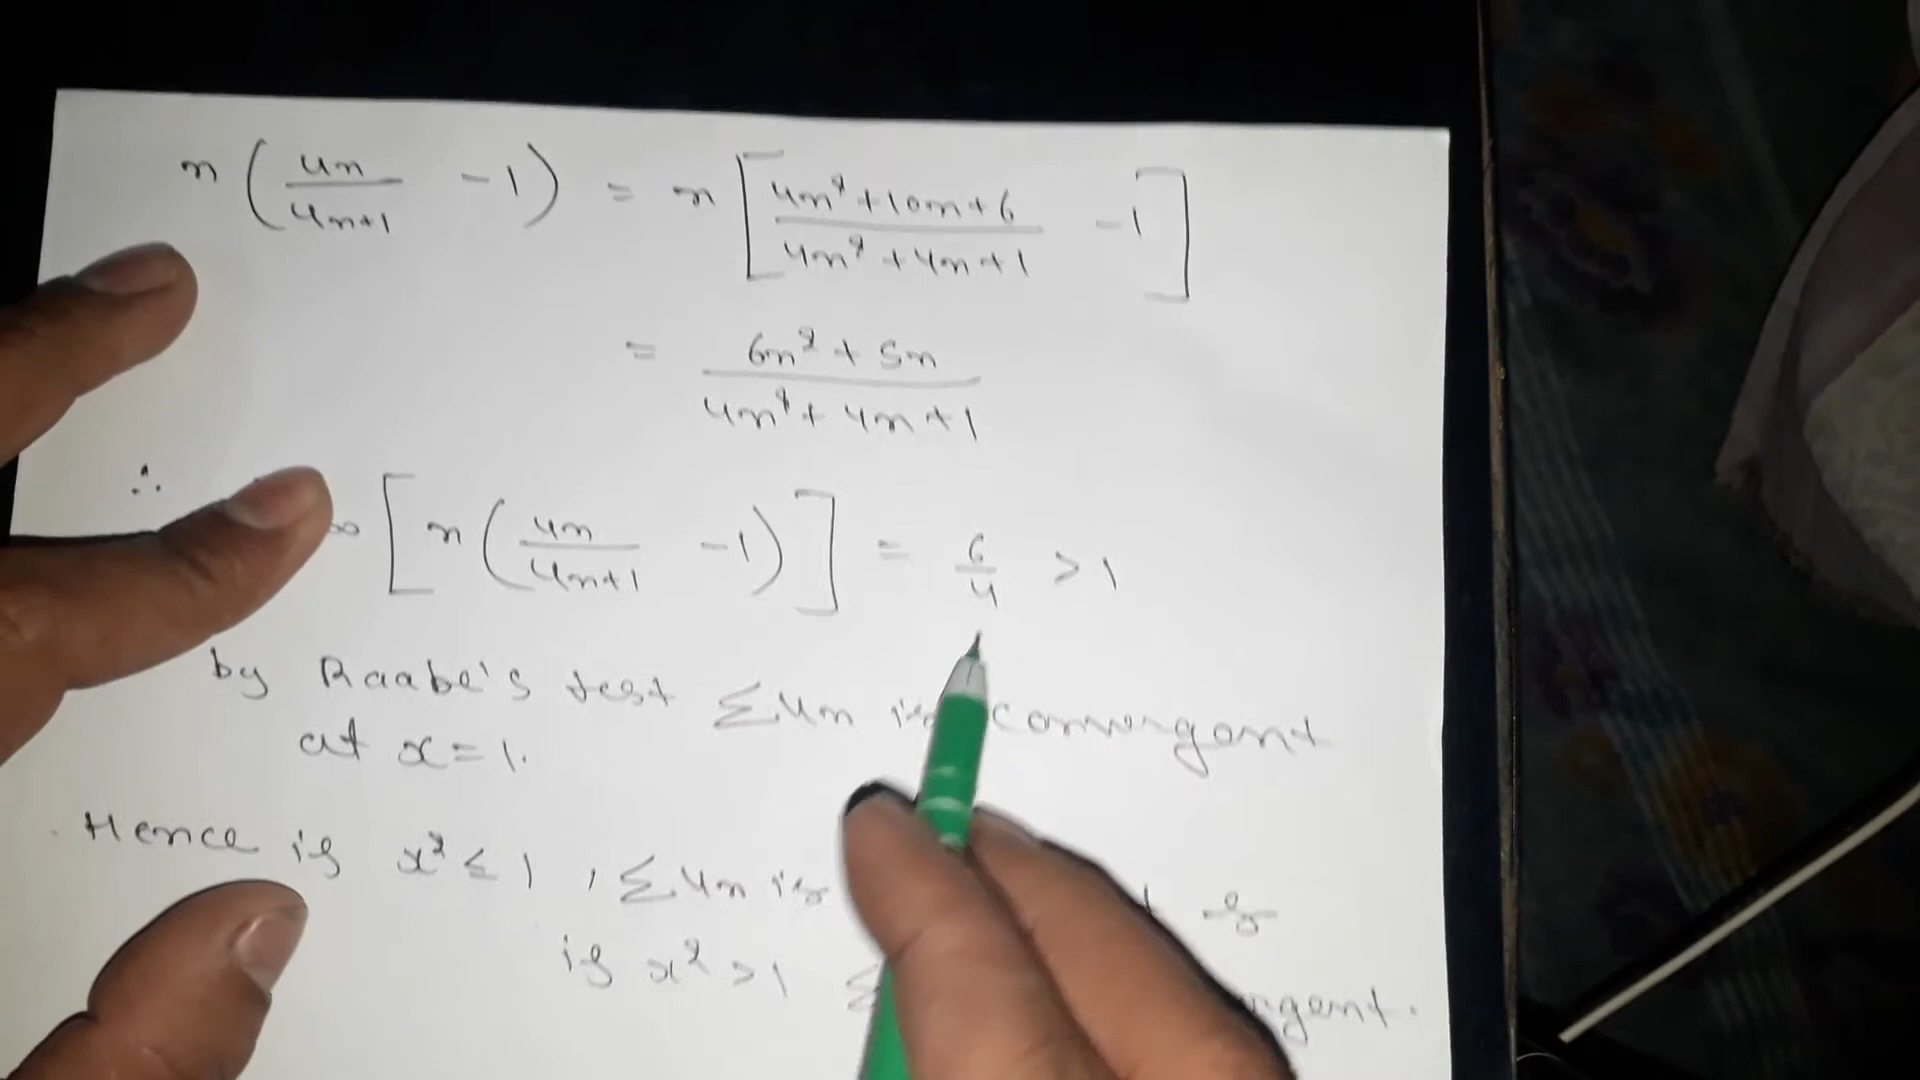 n ( un / un+1 - 1 ) = n [ 4n² + 10n + 6 / 4n² + 4n + 1 - 1 ]
= 6n² + 5n / 4n² + 4n + 1
∴ ∞ [ n ( un / un+1 - 1 ) ] = 6/4 > 1
by Raabe's test Σun is convergent
at x = 1.
Hence if x² ≤ 1, Σun is &
if x² > 1 Σ